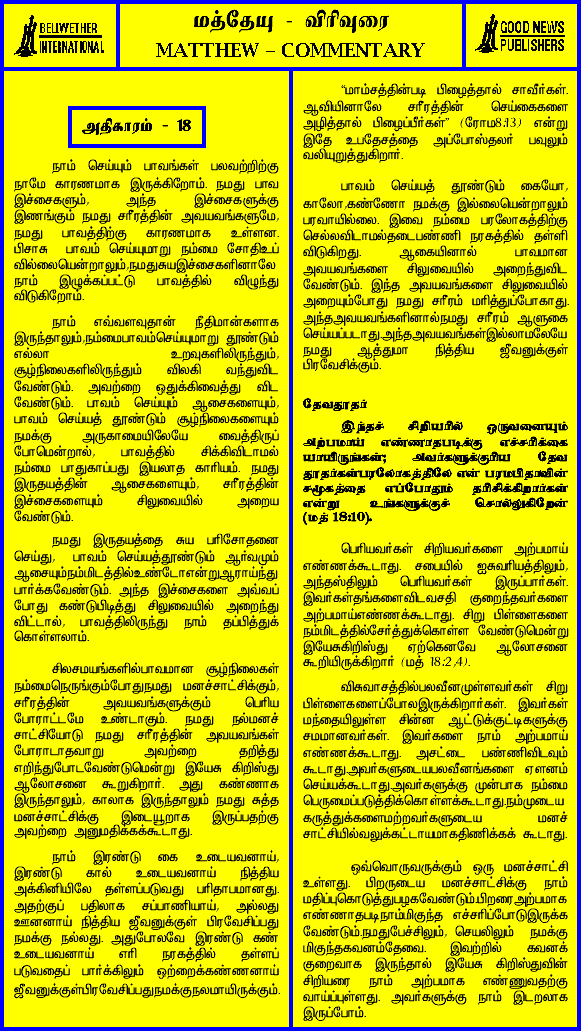 BELLWETHER
INTERNATIONAL
மத்தேயு - விரிவுரை
MATTHEW – COMMENTARY
GOOD NEWS
PUBLISHERS
அதிகாரம் - 18
நாம் செய்யும் பாவங்கள் பலவற்றிற்கு
நாமே காரணமாக இருக்கிறோம். நமது பாவ
இச்சைகளும், அந்த இச்சைகளுக்கு
இணங்கும் நமது சரீரத்தின் அவயவங்களுமே,
நமது பாவத்திற்கு காரணமாக உள்ளன.
பிசாசு பாவம் செய்யுமாறு நம்மை சோதிஉப்
வில்லையென்றாலும்,நமதுசுயஇச்சைகளினாலே
நாம் இழுக்கப்பட்டு பாவத்தில் விழுந்து
விடுகிறோம்.
நாம் எவ்வளவுதான் நீதிமான்களாக
இருந்தாலும்,நம்மைபாவம்செய்யுமாறு தூண்டும்
எல்லா உறவுகளிலிருந்தும்,
சூழ்நிலைகளிலிருந்தும் விலகி வந்துவிட
வேண்டும். அவற்றை ஒதுக்கிவைத்து விட
வேண்டும். பாவம் செய்யும் ஆசைகளையும்,
பாவம் செய்யத் தூண்டும் சூழ்நிலைகளையும்
நமக்கு அருகாமையிலேயே வைத்திருப்
போமென்றால், பாவத்தில் சிக்கிவிடாமல்
நம்மை பாதுகாப்பது இயலாத காரியம். நமது
இருதயத்தின் ஆசைகளையும், சரீரத்தின்
இச்சைகளையும் சிலுவையில் அறைய
வேண்டும்.
நமது இருதயத்தை சுய பரிசோதனை
செய்து, பாவம் செய்யத்தூண்டும் ஆர்வமும்
ஆசையும்நம்மிடத்தில்உண்டோஎன்றுஆராய்ந்து
பார்க்கவேண்டும். அந்த இச்சைகளை அவ்வப்
போது கண்டுபிடித்து சிலுவையில் அறைந்து
விட்டால், பாவத்திலிருந்து நாம் தப்பித்துக்
கொள்ளலாம்.
சிலசமயங்களில்பாவமான சூழ்நிலைகள்
நம்மைநெருங்கும்போதுநமது மனச்சாட்சிக்கும்,
சரீரத்தின் அவயவங்களுக்கும் பெரிய
போராட்டமே உண்டாகும். நமது நல்மனச்
சாட்சியோடு நமது சரீரத்தின் அவயவங்கள்
போராடாதவாறு அவற்றை தறித்து
எறிந்துபோடவேண்டுமென்று இயேசு கிறிஸ்து
ஆலோசனை கூறுகிறார். அது கண்ணாக
இருந்தாலும், காலாக இருந்தாலும் நமது சுத்த
மனச்சாட்சிக்கு இடையூறாக இருப்பதற்கு
அவற்றை அனுமதிக்கக்கூடாது.
நாம் இரண்டு கை உடையவனாய்,
இரண்டு கால் உடையவனாய் நித்திய
அக்கினியிலே தள்ளப்படுவது பரிதாபமானது.
அதற்குப் பதிலாக சப்பாணியாய், அல்லது
ஊனனாய் நித்திய ஜீவனுக்குள் பிரவேசிப்பது
நமக்கு நல்லது. அதுபோலவே இரண்டு கண்
உடையவனாய் எரி நரகத்தில் தள்ளப்
படுவதைப் பார்க்கிலும் ஒற்றைக்கண்ணனாய்
ஜீவனுக்குள்பிரவேசிப்பதுநமக்குநலமாயிருக்கும்.
“மாம்சத்தின்படி பிழைத்தால் சாவீர்கள்.
ஆவியினாலே சரீரத்தின் செய்கைகளை
அழித்தால் பிழைப்பீர்கள்” (ரோம8:13) என்று
இதே உபதேசத்தை அப்போஸ்தலர் பவுலும்
வலியுறுத்துகிறார்.
பாவம் செய்யத் தூண்டும் கையோ,
காலோ,கண்ணோ நமக்கு இல்லையென்றாலும்
பரவாயில்லை. இவை நம்மை பரலோகத்திற்கு
செல்லவிடாமல்தடைபண்ணி நரகத்தில் தள்ளி
விடுகிறது. ஆகையினால் பாவமான
அவயவங்களை சிலுவையில் அறைந்துவிட
வேண்டும். இந்த அவயவங்களை சிலுவையில்
அறையும்போது நமது சரீரம் மரித்துப்போகாது.
அந்தஅவயவங்களினால்நமது சரீரம் ஆளுகை
செய்யப்படாது.அந்தஅவயவங்கள்இல்லாமலேயே
நமது ஆத்துமா நித்திய ஜீவனுக்குள்
பிரவேசிக்கும்.
தேவதூதர்
இந்தச் சிறியரில் ஒருவனையும்
அற்பமாய் எண்ணாதபடிக்கு எச்சரிக்கை
யாயிருங்கள்; அவர்களுக்குரிய தேவ
தூதர்கள்பரலோகத்திலே என் பரமபிதாவின்
சமுகத்தை எப்போதும் தரிசிக்கிறார்கள்
என்று உங்களுக்குச் சொல்லுகிறேன்
(மத் 18:10).
பெரியவர்கள் சிறியவர்களை அற்பமாய்
எண்ணக்கூடாது. சபையில் ஐசுவரியத்திலும்,
அந்தஸ்திலும் பெரியவர்கள் இருப்பார்கள்.
இவர்கள்தங்களைவிடவசதி குறைந்தவர்களை
அற்பமாய்எண்ணக்கூடாது. சிறு பிள்ளைகளை
நம்மிடத்தில்சேர்த்துக்கொள்ள வேண்டுமென்று
இயேசுகிறிஸ்து ஏற்கெனவே ஆலோசனை
கூறியிருக்கிறார் (மத் 18:2,4).
விசுவாசத்தில்பலவீனமுள்ளவர்கள் சிறு
பிள்ளைகளைப்போலஇருக்கிறார்கள். இவர்கள்
மந்தையிலுள்ள சின்ன ஆட்டுக்குட்டிகளுக்கு
சமமானவர்கள். இவர்களை நாம் அற்பமாய்
எண்ணக்கூடாது. அசட்டை பண்ணிவிடவும்
கூடாது.அவர்களுடையபலவீனங்களை ஏளனம்
செய்யக்கூடாது.அவர்களுக்கு முன்பாக நம்மை
பெருமைப்படுத்திக்கொள்ளக்கூடாது.நம்முடைய
கருத்துக்களைமற்றவர்களுடைய மனச்
சாட்சியில்வலுக்கட்டாயமாகதிணிக்கக் கூடாது.
ஒவ்வொருவருக்கும் ஒரு மனச்சாட்சி
உள்ளது. பிறருடைய மனச்சாட்சிக்கு நாம்
மதிப்புகொடுத்துபழகவேண்டும்.பிறரைஅற்பமாக
எண்ணாதபடிநாம்மிகுந்த எச்சரிப்போடுஇருக்க
வேண்டும்.நமதுபேச்சிலும், செயலிலும் நமக்கு
மிகுந்தகவனம்தேவை. இவற்றில் கவனக்
குறைவாக இருந்தால் இயேசு கிறிஸ்துவின்
சிறியரை நாம் அற்பமாக எண்ணுவதற்கு
வாய்ப்புள்ளது. அவர்களுக்கு நாம் இடறலாக
இருப்போம்.